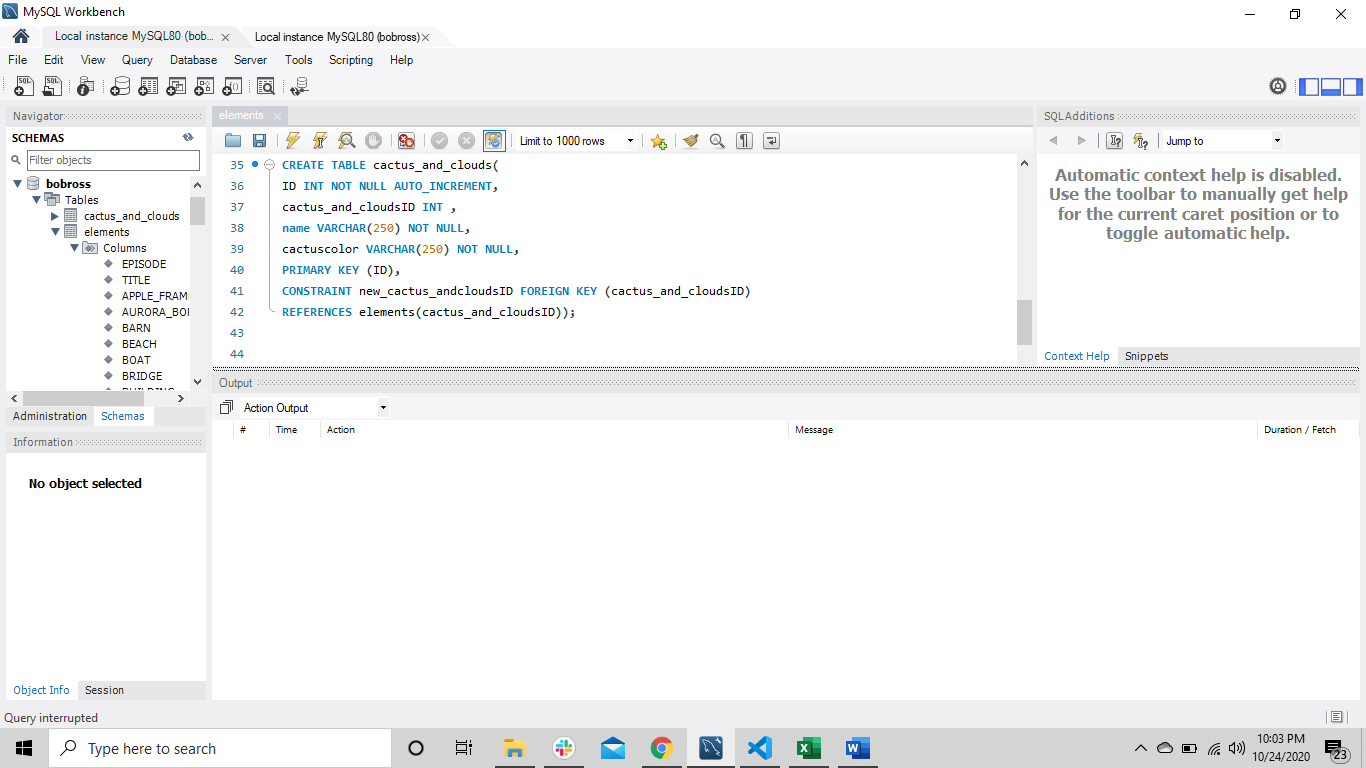 MySQL Workbench
Local instance MySQL80 (bob...
Local instance MySQL80 (bobross)
File Edit View Query Database Server Tools Scripting Help
Navigator
SCHEMAS
Filter objects
bobross
Tables
cactus_and_clouds
elements
Columns
EPISODE
TITLE
APPLE_FRAM
AURORA_BOR
BARN
BEACH
BOAT
BRIDGE
Administration Schemas
Information
No object selected
Object Info Session
elements
Limit to 1000 rows
35 CREATE TABLE cactus_and_clouds(
36 ID INT NOT NULL AUTO_INCREMENT,
37 cactus_and_cloudsID INT ,
38 name VARCHAR(250) NOT NULL,
39 cactuscolor VARCHAR(250) NOT NULL,
40 PRIMARY KEY (ID),
41 CONSTRAINT new_cactus_andcloudsID FOREIGN KEY (cactus_and_cloudsID)
42 REFERENCES elements(cactus_and_cloudsID));
43
44
Output
Action Output
# Time Action Message Duration / Fetch
SQLAdditions
Jump to
Automatic context help is disabled.
Use the toolbar to manually get help
for the current caret position or to
toggle automatic help.
Context Help Snippets
Query interrupted
Type here to search
10:03 PM
10/24/2020
23